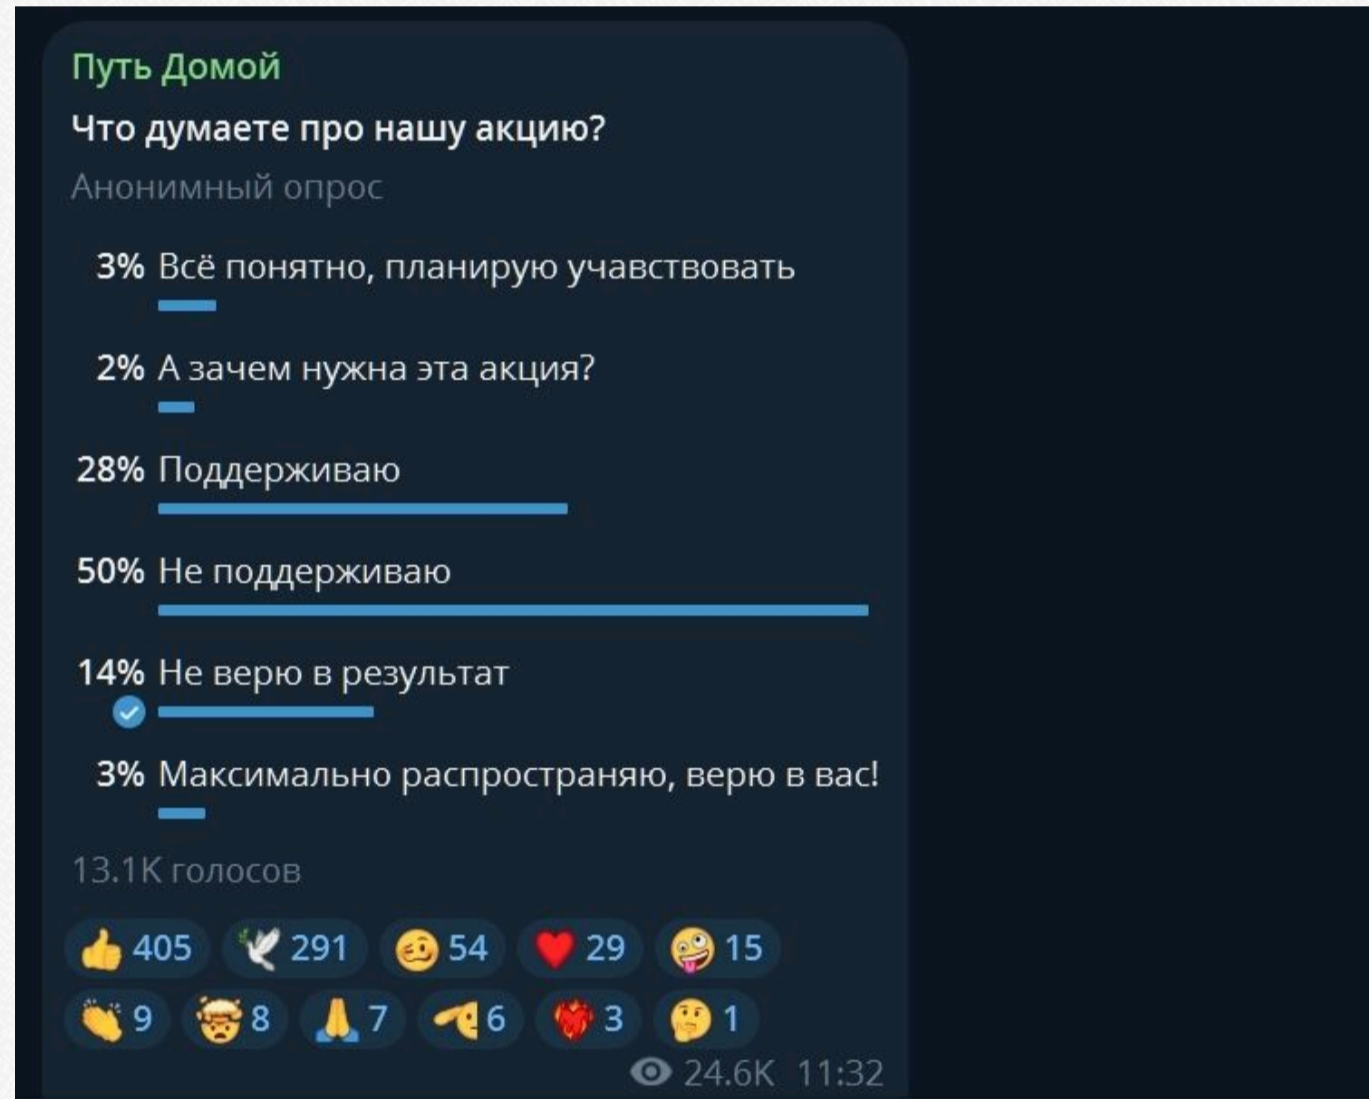 Путь Домой
Что думаете про нашу акцию?
Анонимный опрос
3% Всё понятно, планирую учавствовать
2% А зачем нужна эта акция?
28% Поддерживаю
50% Не поддерживаю
14% Не верю в результат
3% Максимально распространяю, верю в вас!
13.1K голосов
405 291 54 29 15
9 8 7 6 3 1
24.6K 11:32